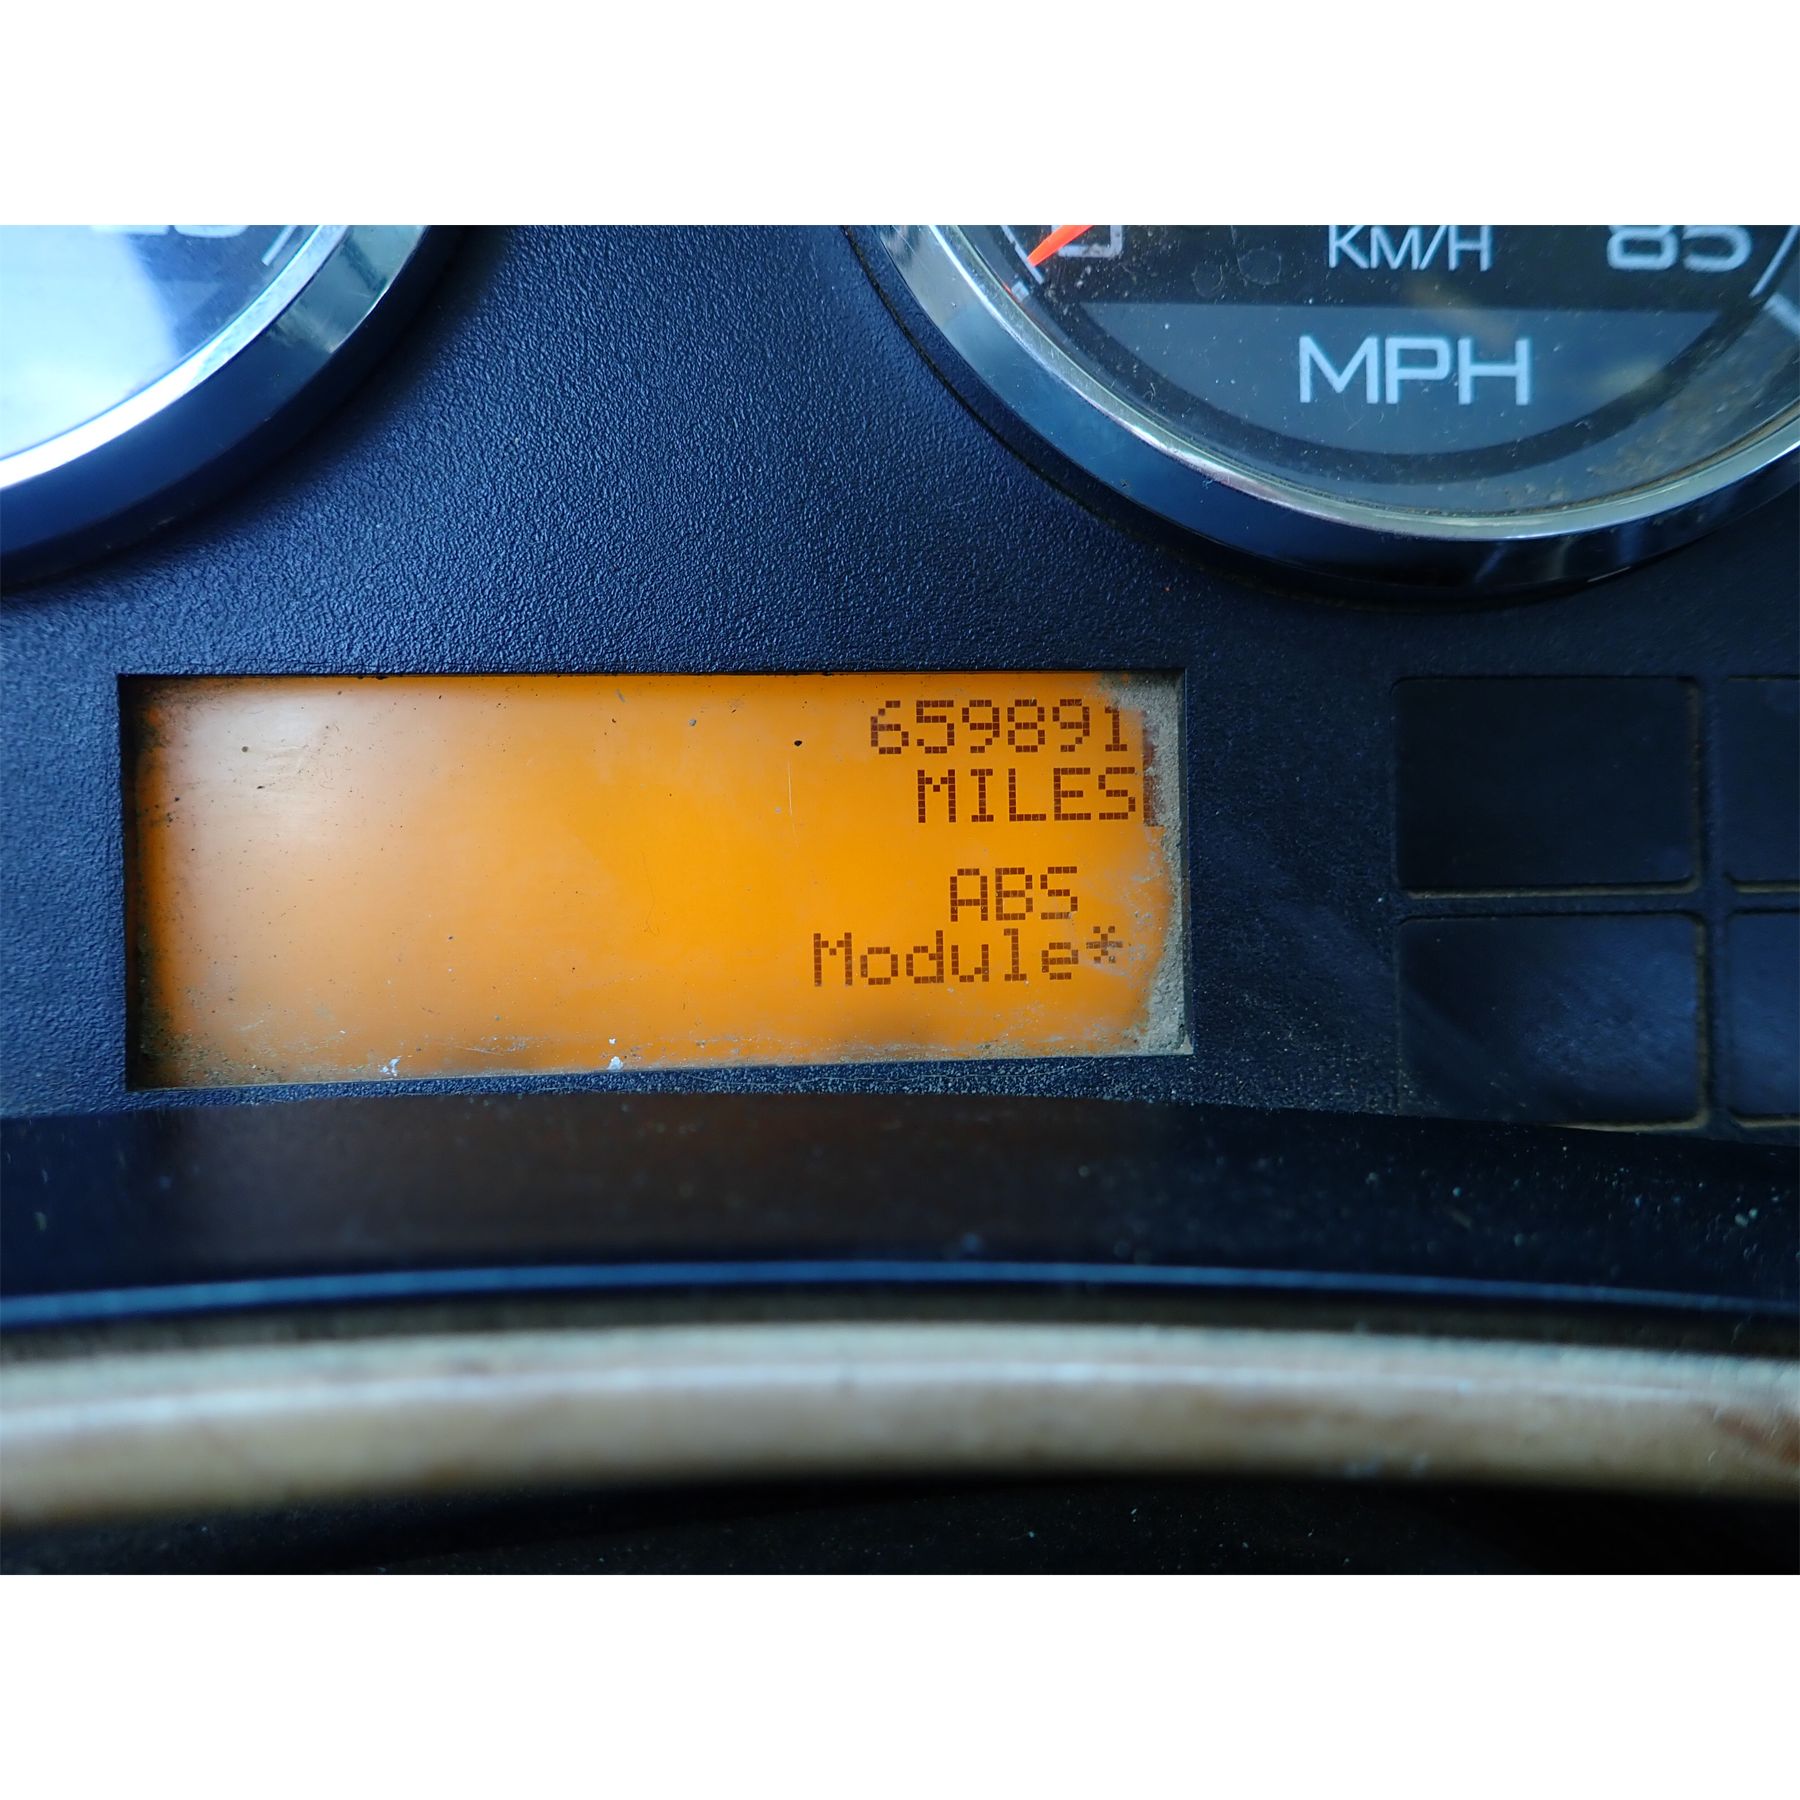 KM/H
85
MPH
659891
MILES
ABS
Module*